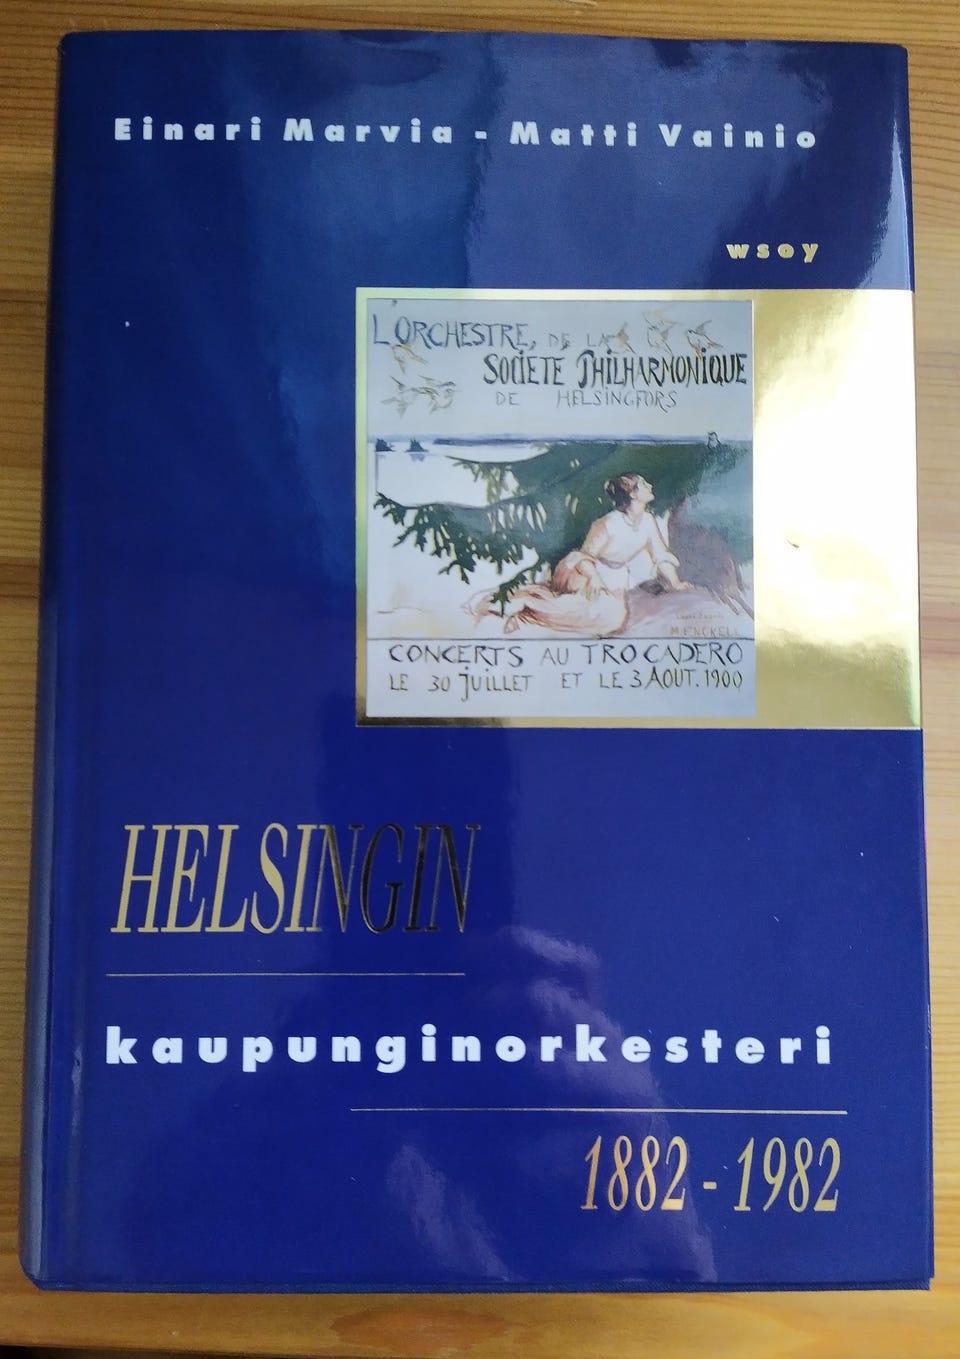 Einari Marvia - Matti Vainio
wsoy
L'ORCHESTRE, DE LA
SOCIETE PHILHARMONIQUE
DE HELSINGFORS
M. ENCKELL
CONCERTS AU TROCADERO
LE 30 JUILLET ET LE 3 AOUT. 1900
HELSINGIN
kaupunginorkesteri
1882 - 1982